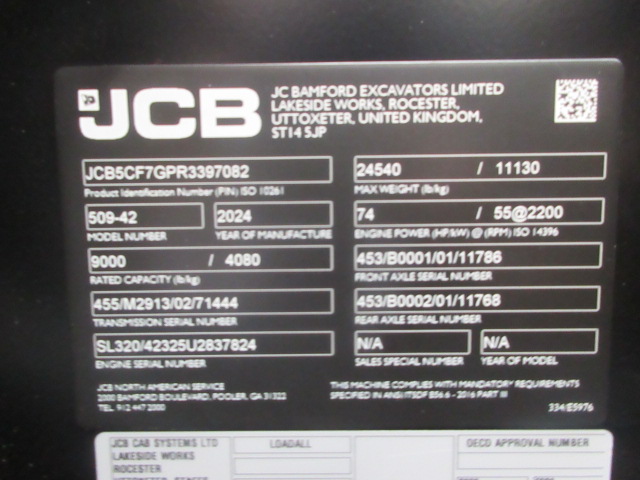 JCB
JC BAMFORD EXCAVATORS LIMITED
LAKESIDE WORKS, ROCESTER,
UTTOXETER, UNITED KINGDOM,
ST14 5JP
JCB5CF7GPR3397082
Product Identification Number (PIN) ISO 10261
509-42
MODEL NUMBER
2024
YEAR OF MANUFACTURE
9000 / 4080
RATED CAPACITY (lb/kg)
455/M2913/02/71444
TRANSMISSION SERIAL NUMBER
SL320/42325U2837824
ENGINE SERIAL NUMBER
24540 / 11130
MAX WEIGHT (lb/kg)
74 / 55@2200
ENGINE POWER (HP/kW) @ (RPM) ISO 14396
453/B0001/01/11786
FRONT AXLE SERIAL NUMBER
453/B0002/01/11768
REAR AXLE SERIAL NUMBER
N/A
SALES SPECIAL NUMBER
N/A
YEAR OF MODEL
JCB NORTH AMERICAN SERVICE
2000 BAMFORD BOULEVARD, POOLER, GA 31322
TEL. 912 447 2000
THIS MACHINE COMPLIES WITH MANDATORY REQUIREMENTS
SPECIFIED IN ANSI ITSDF B56.6 - 2016 PART III
334/E5976
JCB CAB SYSTEMS LTD
LAKESIDE WORKS
ROCESTER
LOADALL
OECD APPROVAL NUMBER